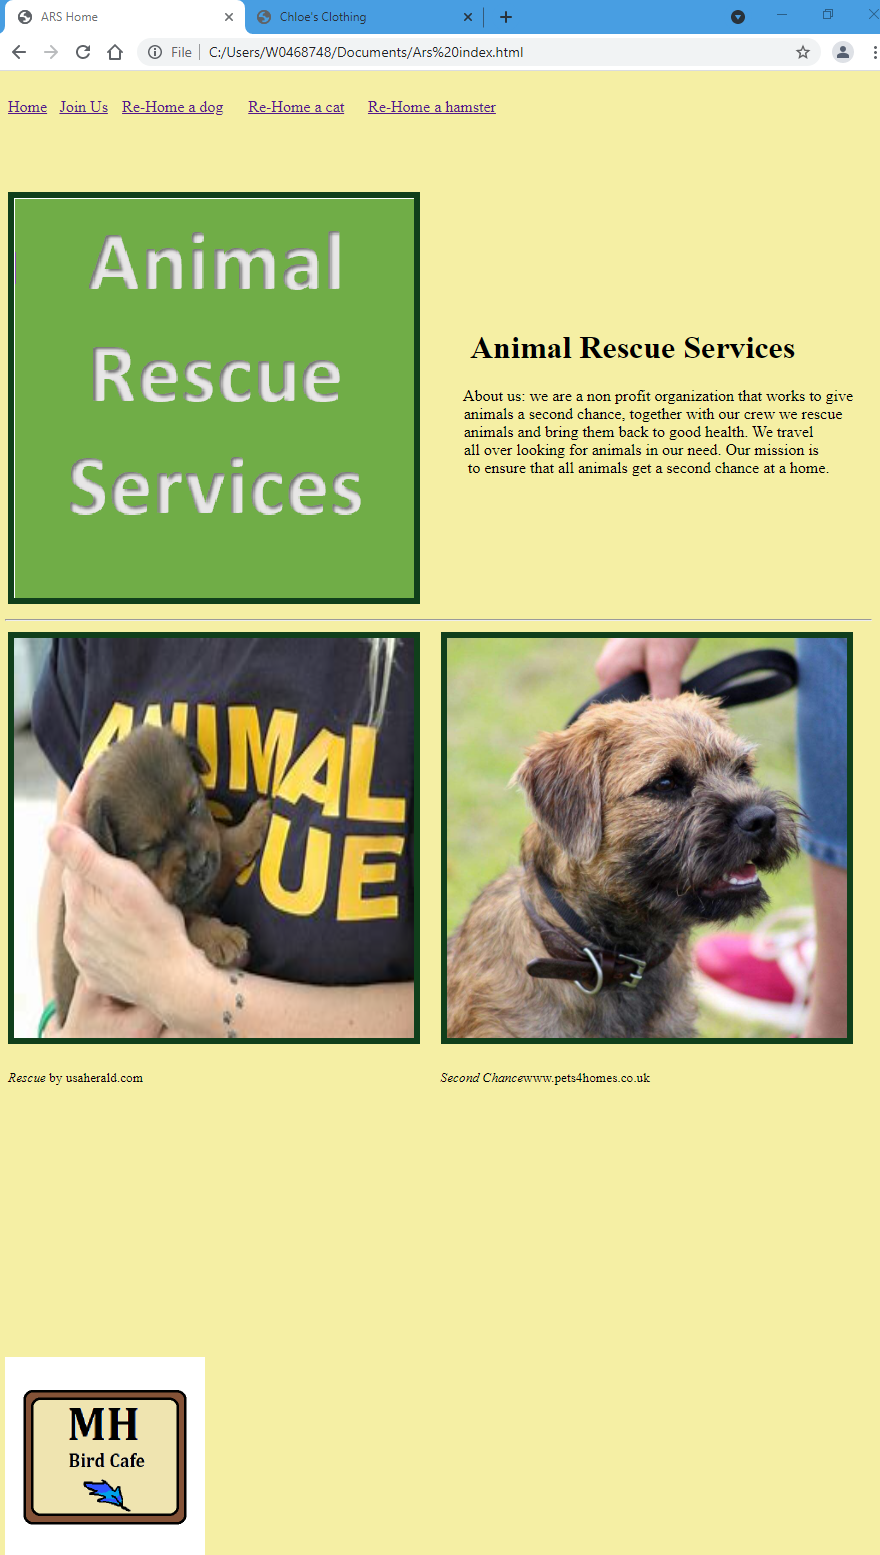 ARS Home
Chloe's Clothing
File
C:/Users/W0468748/Documents/Ars%20index.html
Home Join Us Re-Home a dog Re-Home a cat Re-Home a hamster
Animal
Rescue
Services
Animal Rescue Services
About us: we are a non profit organization that works to give
animals a second chance, together with our crew we rescue
animals and bring them back to good health. We travel
all over looking for animals in our need. Our mission is
to ensure that all animals get a second chance at a home.
ANIMAL
CUE
Rescue by usaherald.com
Second Chancewww.pets4homes.co.uk
MH
Bird Cafe